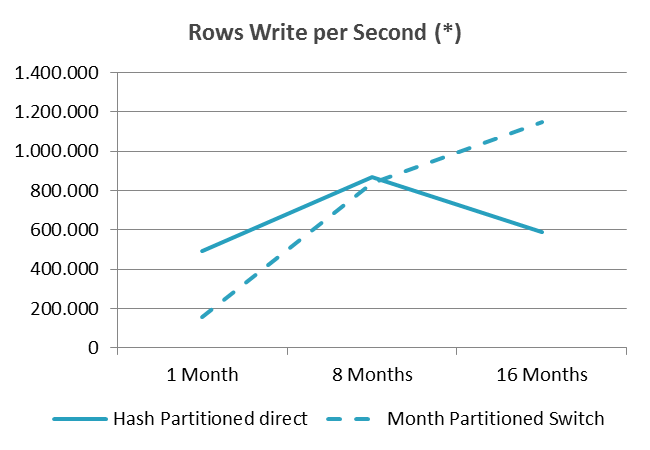 Rows Write per Second (*)
1.400.000
1.200.000
1.000.000
800.000
600.000
400.000
200.000
0
1 Month 8 Months 16 Months
Hash Partitioned direct Month Partitioned Switch